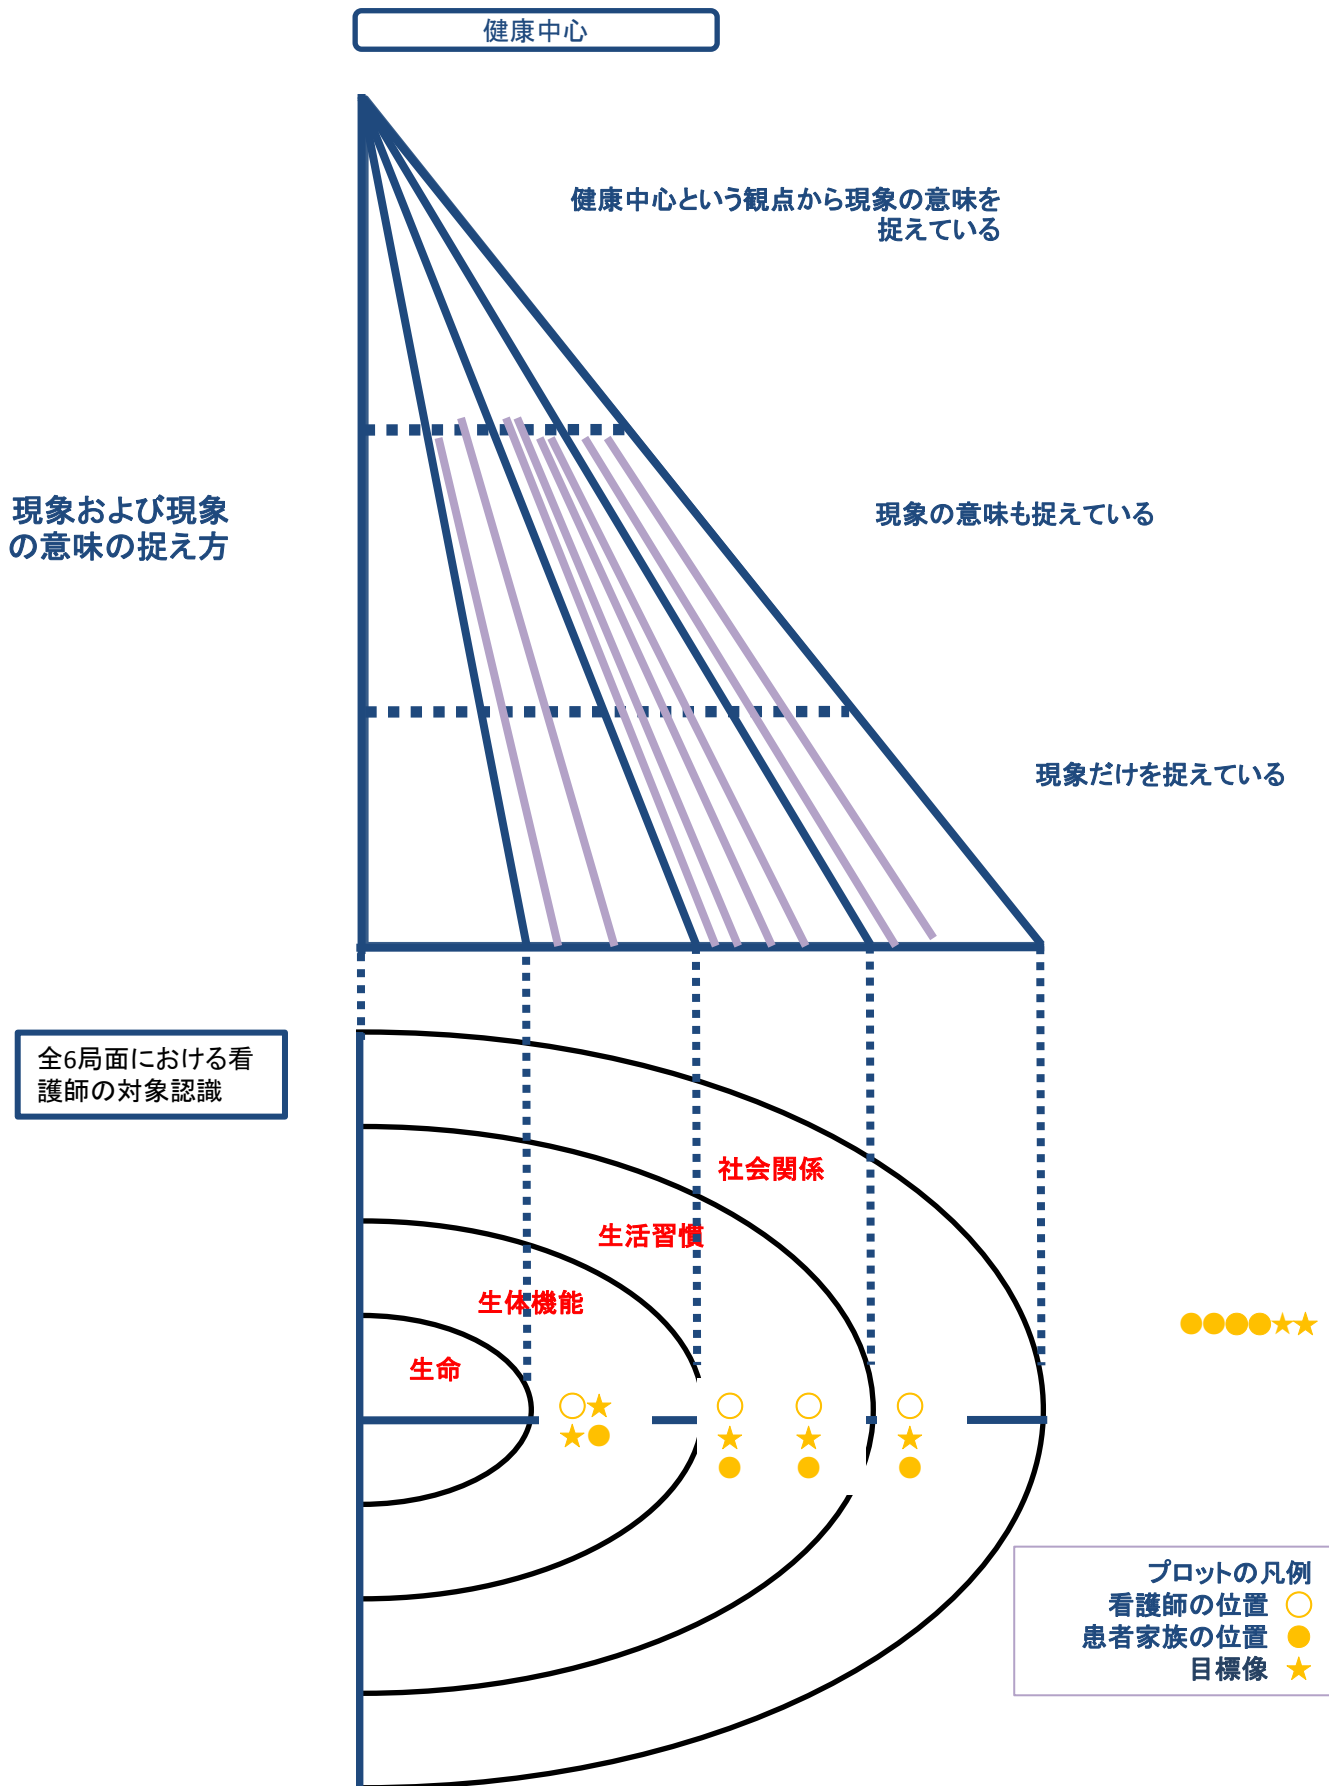 健康中心
健康中心という観点から現象の意味を
捉えている
現象および現象
の意味の捉え方
現象の意味も捉えている
現象だけを捉えている
全6局面における看
護師の対象認識
社会関係
生活習慣
生体機能
生命
●●●●★★
○★
★●
○
★
●
○
★
●
○
★
●
プロットの凡例
看護師の位置 ○
患者家族の位置 ●
目標像 ★